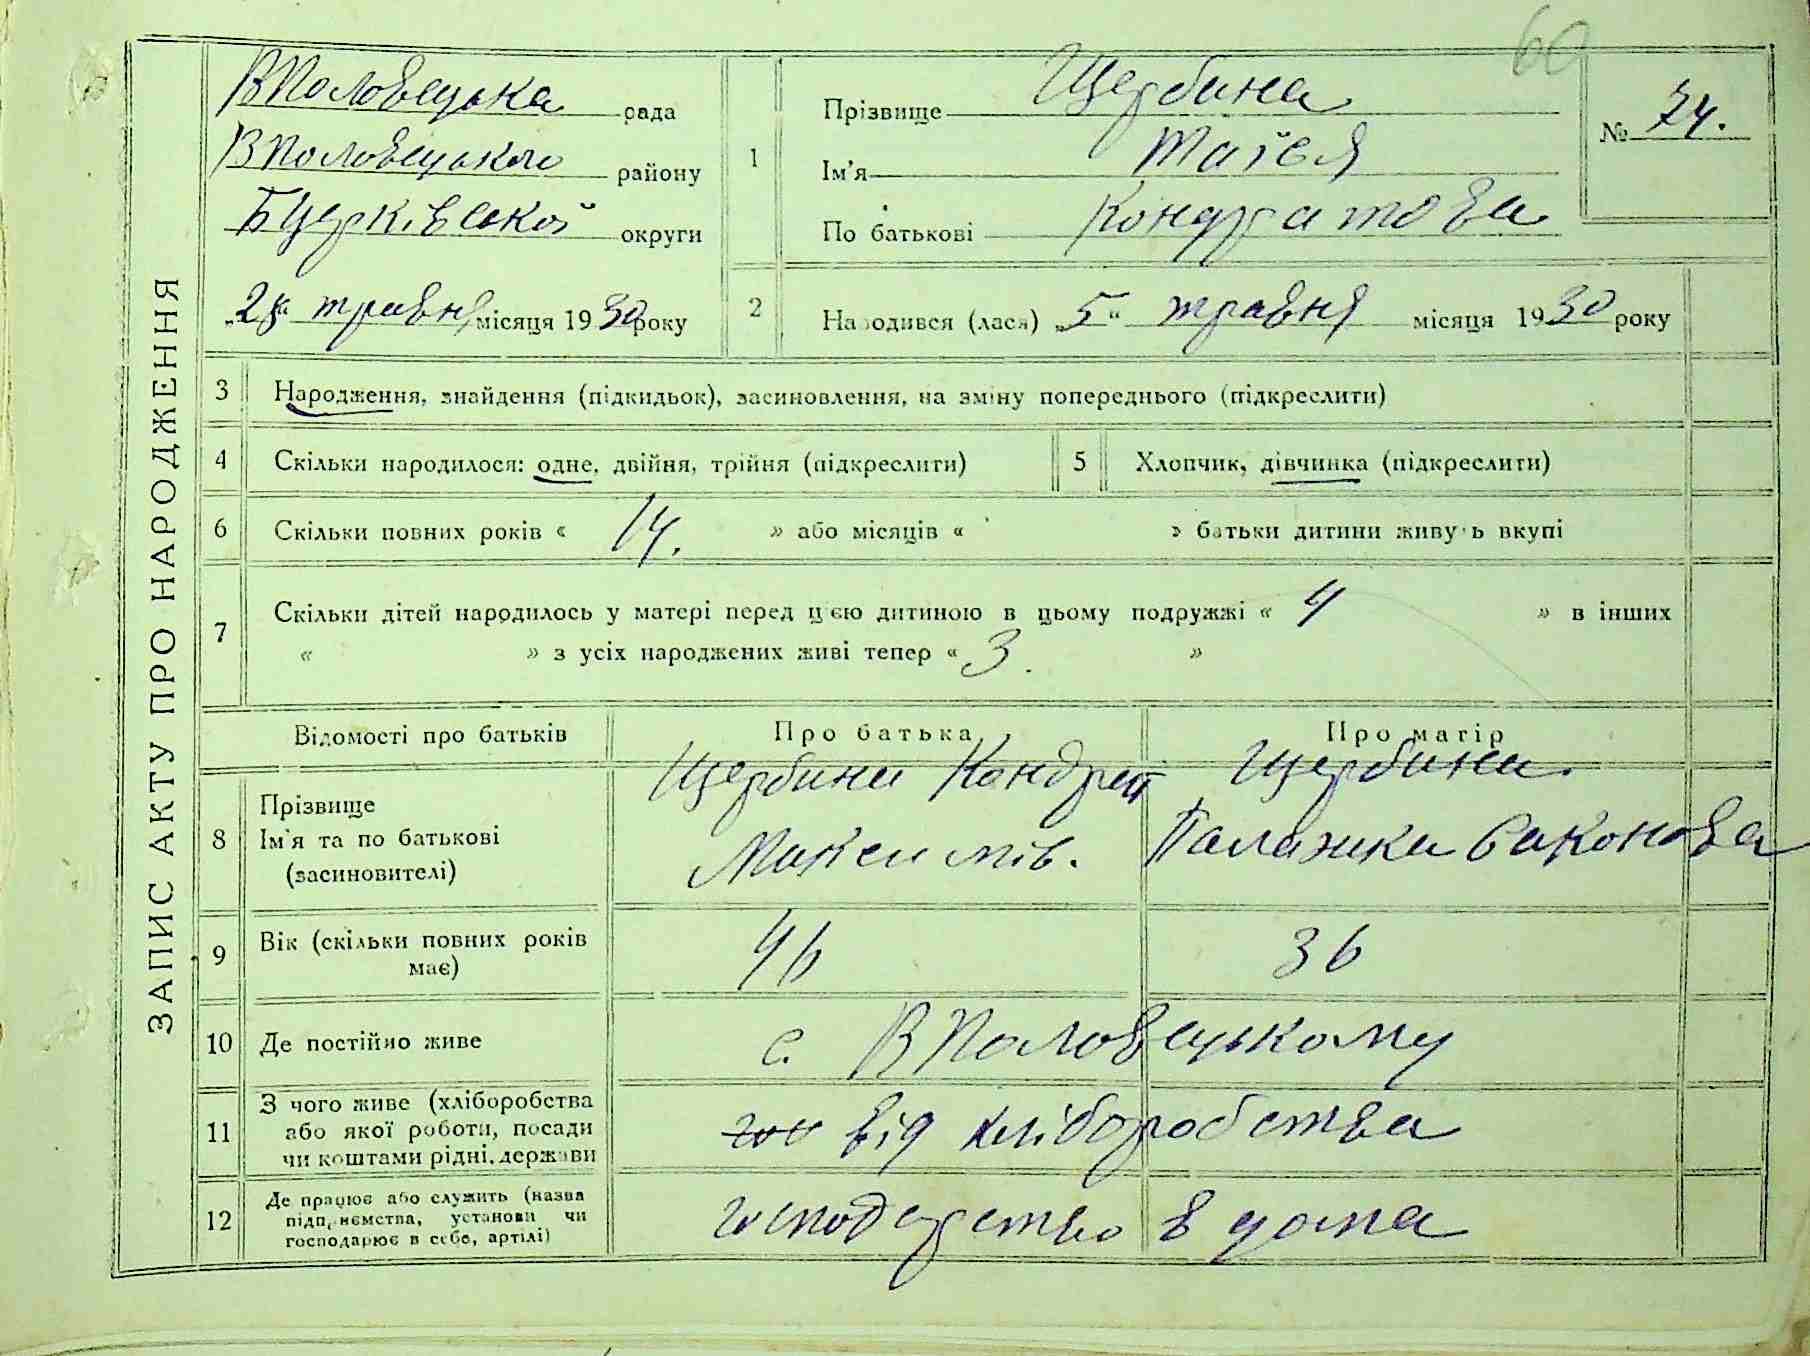 60
ЗАПИС АКТУ ПРО НАРОДЖЕННЯ
ВПоловецька рада
ВПоловецького району
БЦерківської округи
„28“ травня місяця 1930 року
1
Прізвище Щербина
Ім'я Таїся
По батькові Кондратова
№ 74.
2
Народився (лася) „5“ травня місяця 1930 року
3 Народження, знайдення (підкидьок), засиновлення, на зміну попереднього (підкреслити)
4 Скільки народилося: одне, двійня, трійня (підкреслити)
5 Хлопчик, дівчинка (підкреслити)
6 Скільки повних років « 14. » або місяців « » батьки дитини живуть вкупі
7 Скільки дітей народилось у матері перед цією дитиною в цьому подружжі « 4 » в інших
« » з усіх народжених живі тепер « 3. »
Відомості про батьків Про батька Про матір
8 Прізвище
Ім'я та по батькові
(засиновителі)
Щербина Кондрат
Максимів.
Щербина
Палажка
9 Вік (скільки повних років
має)
46 36
10 Де постійно живе с. ВПоловецькому
11 З чого живе (хліборобства
або якої роботи, посади
чи коштами рідні, держави
від хліборобства
12 Де працює або служить (назва
підприємства, установи чи
господарює в себе, артілі)
господарство в дома